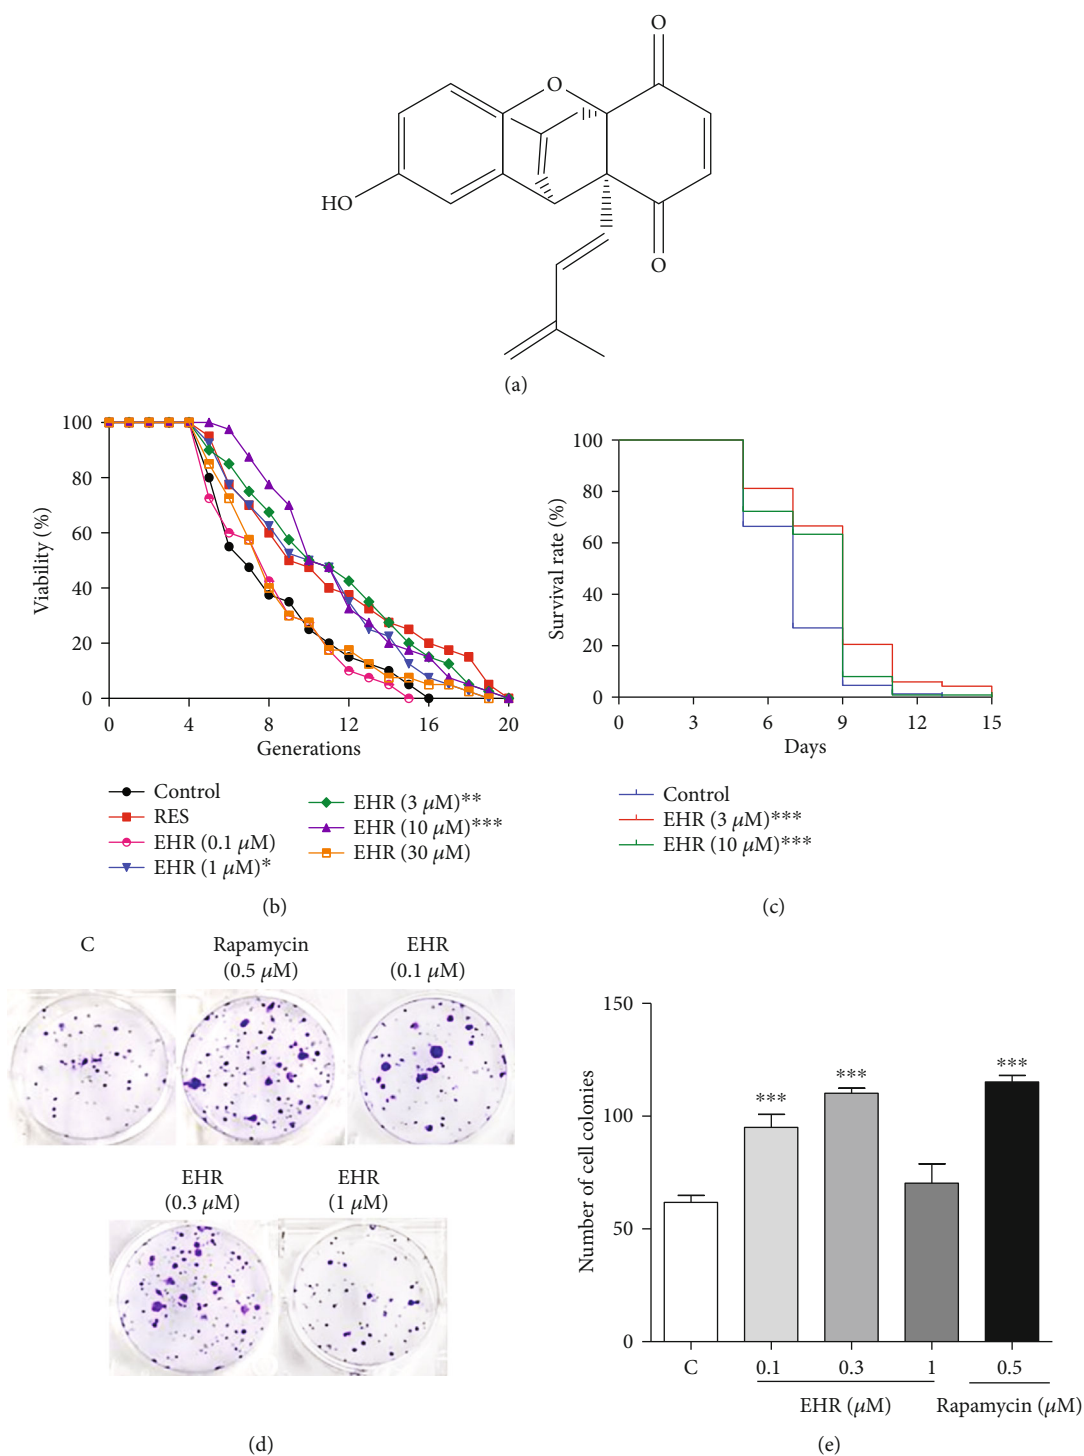 O
O
HO
O
(a)
Viability (%)
100
80
60
40
20
0
0 4 8 12 16 20
Generations
Control
RES
EHR (0.1 μM)
EHR (1 μM)*
EHR (3 μM)**
EHR (10 μM)***
EHR (30 μM)
(b)
Survival rate (%)
100
80
60
40
20
0
0 3 6 9 12 15
Days
Control
EHR (3 μM)***
EHR (10 μM)***
(c)
C
Rapamycin
(0.5 μM)
EHR
(0.1 μM)
EHR
(0.3 μM)
EHR
(1 μM)
(d)
Number of cell colonies
150
100
50
0
***
***
***
C 0.1 0.3 1 0.5
EHR (μM) Rapamycin (μM)
(e)